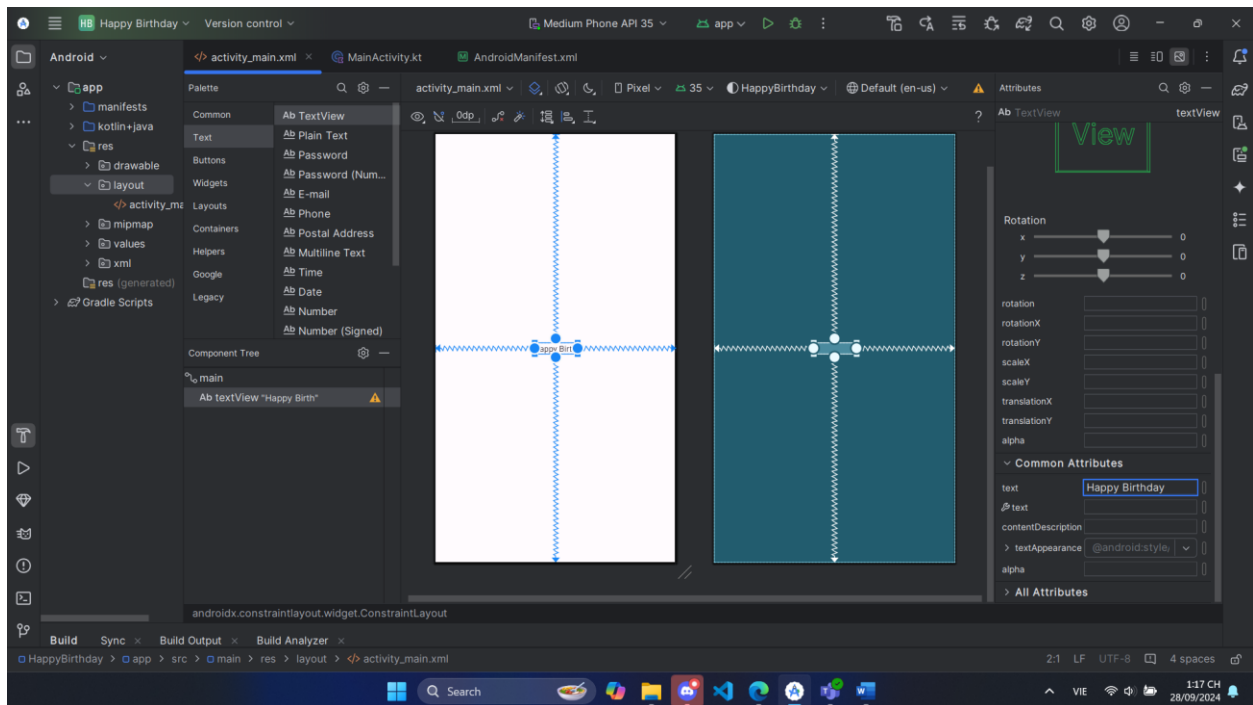 HB Happy Birthday Version control Medium Phone API 35 app
Android activity_main.xml MainActivity.kt AndroidManifest.xml
app
manifests
kotlin+java
res
drawable
layout
activity_ma
mipmap
values
xml
res (generated)
Gradle Scripts
Palette
Common
Text
Buttons
Widgets
Layouts
Containers
Helpers
Google
Legacy
Ab TextView
Ab Plain Text
Ab Password
Ab Password (Num...
Ab E-mail
Ab Phone
Ab Postal Address
Ab Multiline Text
Ab Time
Ab Date
Ab Number
Ab Number (Signed)
Component Tree
main
Ab textView "Happy Birth"
activity_main.xml Pixel 35 HappyBirthday Default (en-us)
0dp ?
appy Birt
androidx.constraintlayout.widget.ConstraintLayout
Attributes
Ab TextView textView
View
Rotation
x 0
y 0
z 0
rotation
rotationX
rotationY
scaleX
scaleY
translationX
translationY
alpha
Common Attributes
text Happy Birthday
text
contentDescription
textAppearance @android:style/
alpha
All Attributes
Build Sync Build Output Build Analyzer
HappyBirthday > app > src > main > res > layout > activity_main.xml 2:1 LF UTF-8 4 spaces
Search VIE 1:17 CH
28/09/2024